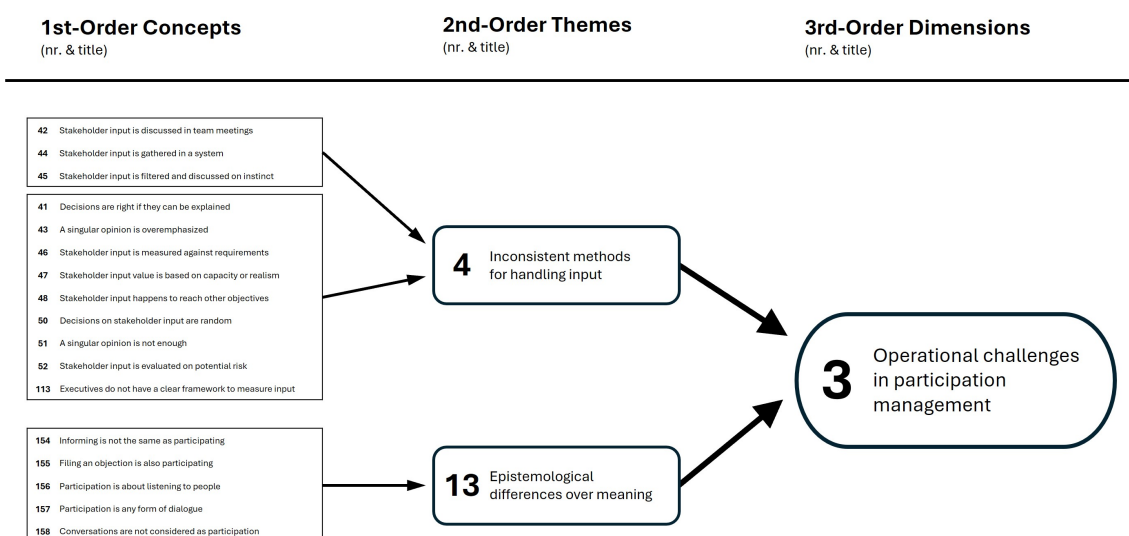 1st-Order Concepts
(nr. & title)
2nd-Order Themes
(nr. & title)
3rd-Order Dimensions
(nr. & title)
42 Stakeholder input is discussed in team meetings
44 Stakeholder input is gathered in a system
45 Stakeholder input is filtered and discussed on instinct
41 Decisions are right if they can be explained
43 A singular opinion is overemphasized
46 Stakeholder input is measured against requirements
47 Stakeholder input value is based on capacity or realism
48 Stakeholder input happens to reach other objectives
50 Decisions on stakeholder input are random
51 A singular opinion is not enough
52 Stakeholder input is evaluated on potential risk
113 Executives do not have a clear framework to measure input
154 Informing is not the same as participating
155 Filing an objection is also participating
156 Participation is about listening to people
157 Participation is any form of dialogue
158 Conversations are not considered as participation
4 Inconsistent methods
for handling input
13 Epistemological
differences over meaning
3 Operational challenges
in participation
management